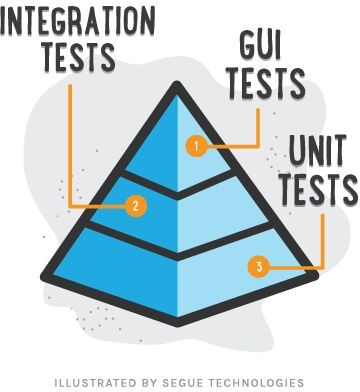 INTEGRATION
TESTS
GUI
TESTS
UNIT
TESTS
1
2
3
ILLUSTRATED BY SEGUE TECHNOLOGIES